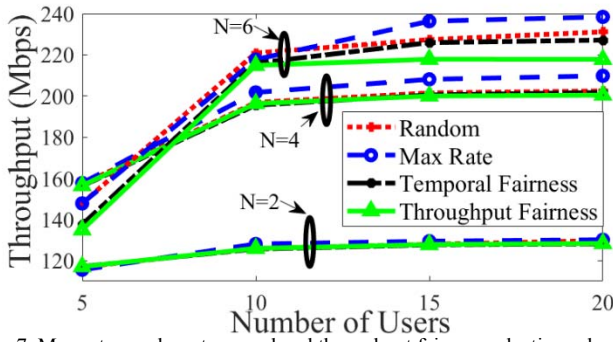 Throughput (Mbps)
240
220
200
180
160
140
120
N=6
N=4
N=2
Random
Max Rate
Temporal Fairness
Throughput Fairness
5
10
15
20
Number of Users